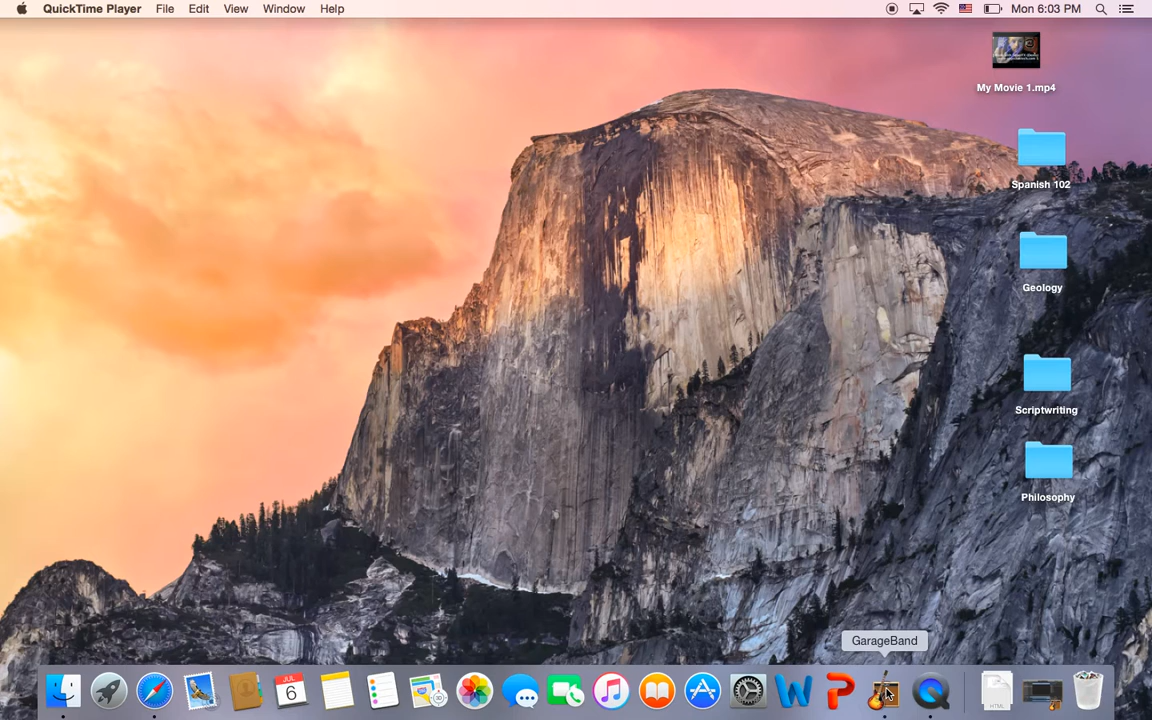 QuickTime Player File Edit View Window Help Mon 6:03 PM
My Movie 1.mp4
Spanish 102
Geology
Scriptwriting
Philosophy
GarageBand
JUL
6
HTML